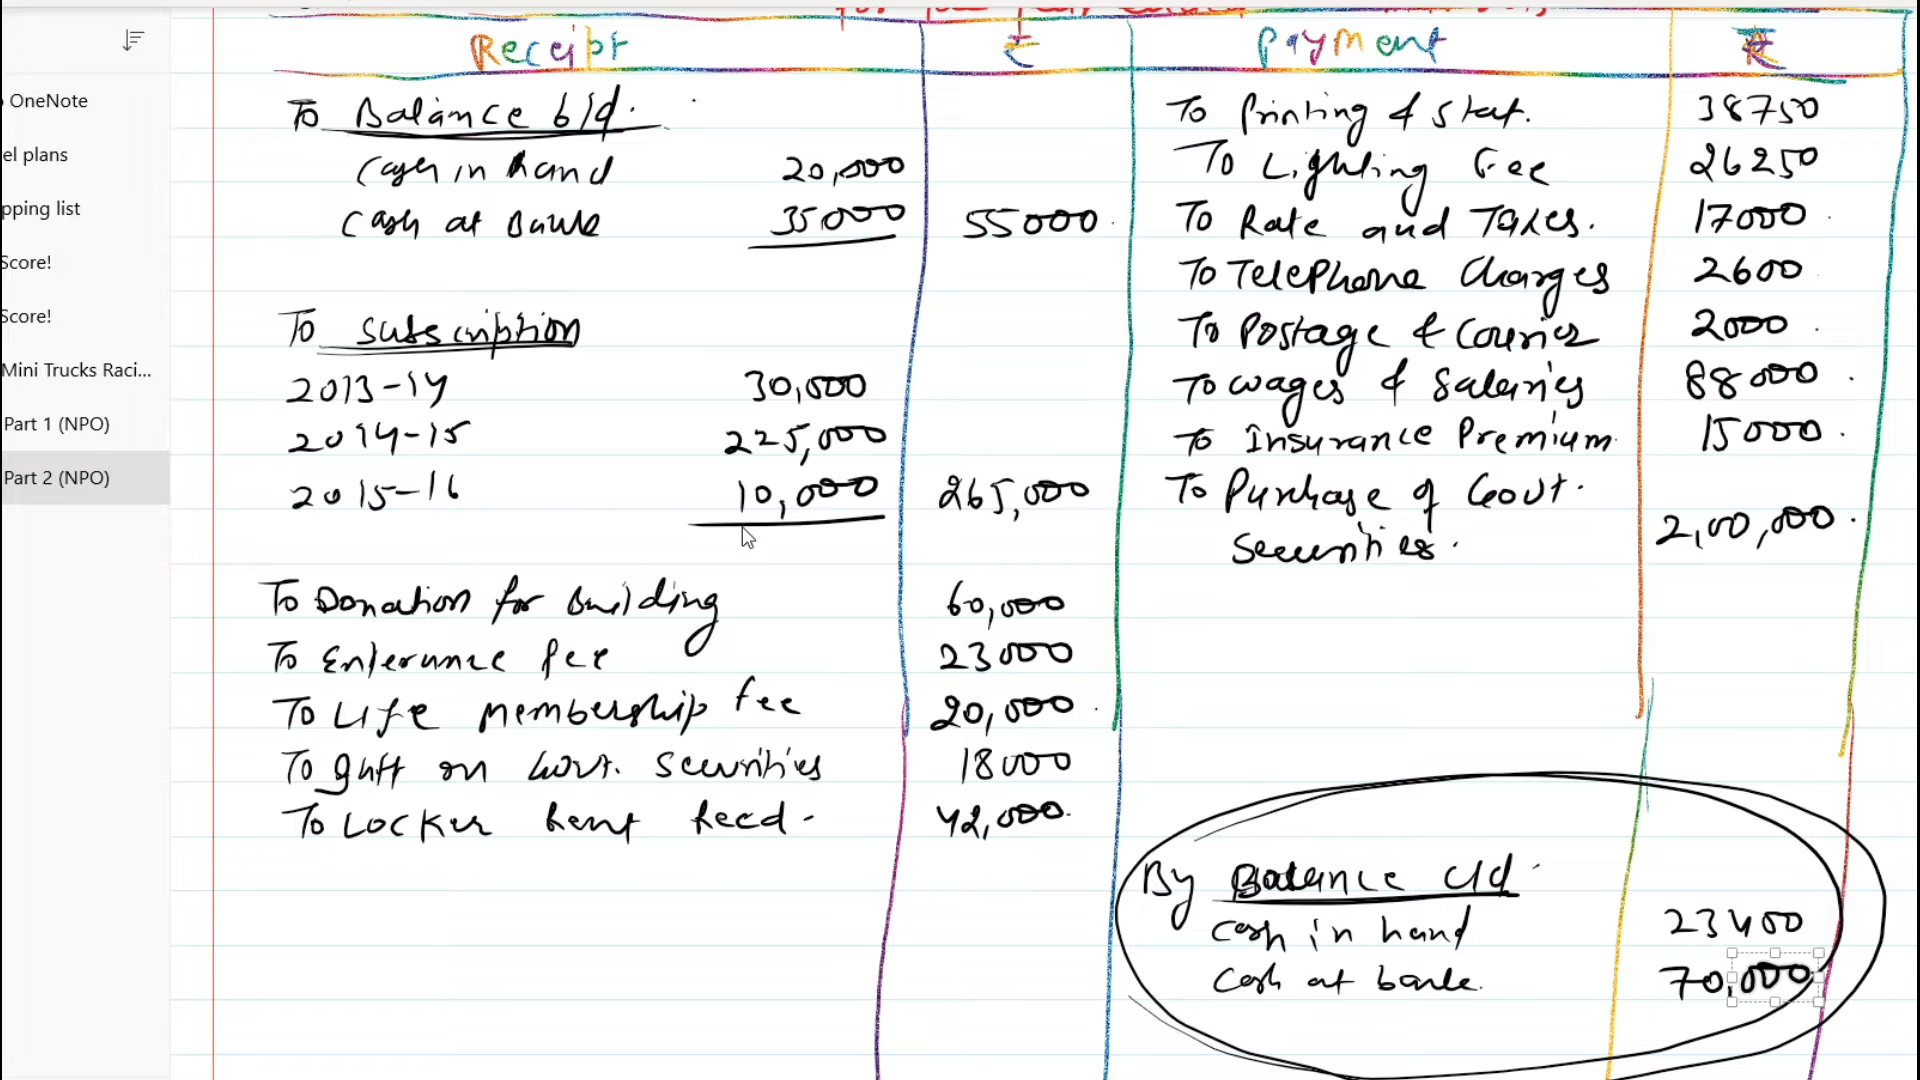 Receipt ₹ Payment ₹
To Balance b/d.
Cash in hand 20,000
Cash at Bank 35000 55000
To Subscription
2013-14 30,000
2014-15 225,000
2015-16 10,000 265,000
To Donation for Building 60,000
To Enterance fee 23000
To Life membership fee 20,000
To on Govt. Securities 18000
To Locker Rent Recd. 42,000
To Printing & Stat. 38750
To Lighting Fee 26250
To Rate and Taxes. 17000
To Telephone Charges 2600
To Postage & Courier 2000
To wages & Salaries 88000
To Insurance Premium 15000
To Purchase of Govt.
Securities. 2,00,000
By Balance c/d
Cash in hand 23400
Cash at bank. 70,000
OneNote
el plans
pping list
Score!
Score!
Mini Trucks Raci...
Part 1 (NPO)
Part 2 (NPO)